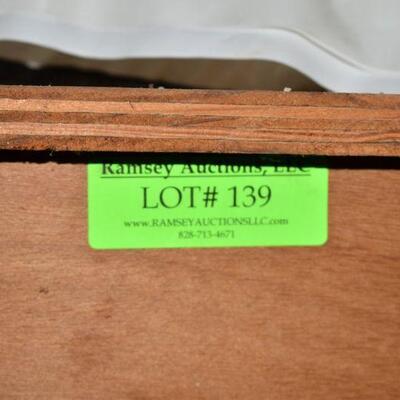 Ramsey Auctions, LLC
LOT# 139
www.RAMSEYAUCTIONSLLC.com
828-713-4671